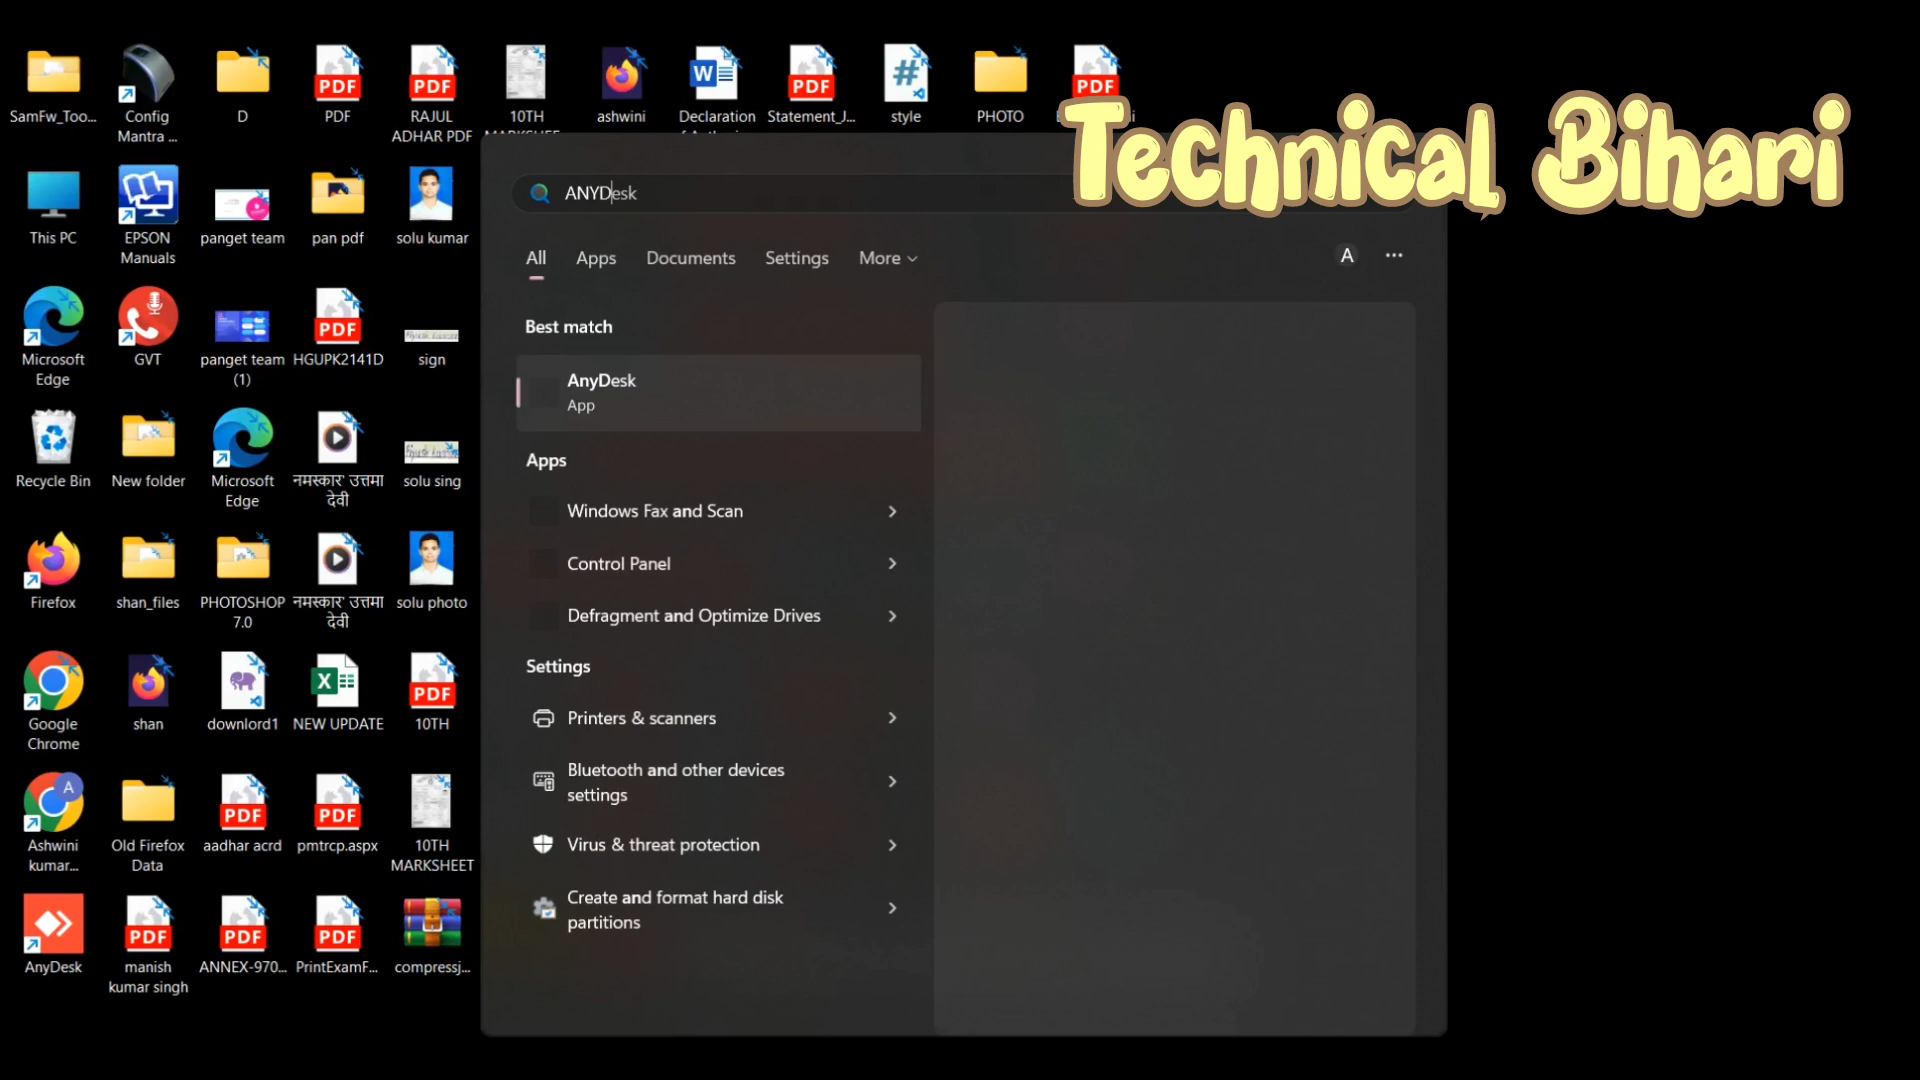 SamFw_Too...
Config
Mantra ...
D
PDF
PDF
PDF
RAJUL
ADHAR PDF
10TH
ashwini
W
Declaration
PDF
Statement_J...
#
style
PHOTO
PDF
Technical Bihari
This PC
EPSON
Manuals
panget team
pan pdf
solu kumar
ANYDesk
All
Apps
Documents
Settings
More
A
...
Microsoft
Edge
GVT
panget team
(1)
PDF
HGUPK2141D
sign
Best match
AnyDesk
App
Recycle Bin
New folder
Microsoft
Edge
नमस्कार' उत्तमा
देवी
solu sing
Apps
Windows Fax and Scan
Control Panel
Defragment and Optimize Drives
Firefox
shan_files
PHOTOSHOP
7.0
नमस्कार' उत्तमा
देवी
solu photo
Settings
Printers & scanners
Bluetooth and other devices
settings
Virus & threat protection
Create and format hard disk
partitions
Google
Chrome
shan
downlord1
X
NEW UPDATE
PDF
10TH
A
Ashwini
kumar...
Old Firefox
Data
PDF
aadhar acrd
PDF
pmtrcp.aspx
10TH
MARKSHEET
AnyDesk
PDF
manish
kumar singh
PDF
ANNEX-970...
PDF
PrintExamF...
compressj...